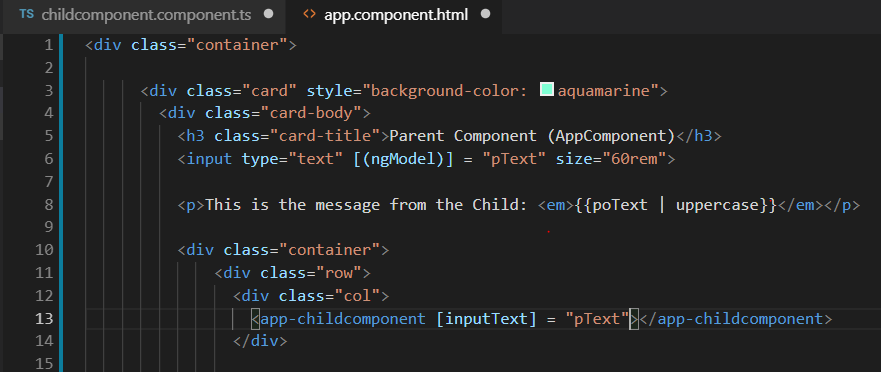 TS childcomponent.component.ts ● <> app.component.html ●
1 <div class="container">
2
3 <div class="card" style="background-color: aquamarine">
4 <div class="card-body">
5 <h3 class="card-title">Parent Component (AppComponent)</h3>
6 <input type="text" [(ngModel)] = "pText" size="60rem">
7
8 <p>This is the message from the Child: <em>{{poText | uppercase}}</em></p>
9
10 <div class="container">
11 <div class="row">
12 <div class="col">
13 <app-childcomponent [inputText] = "pText"></app-childcomponent>
14 </div>
15